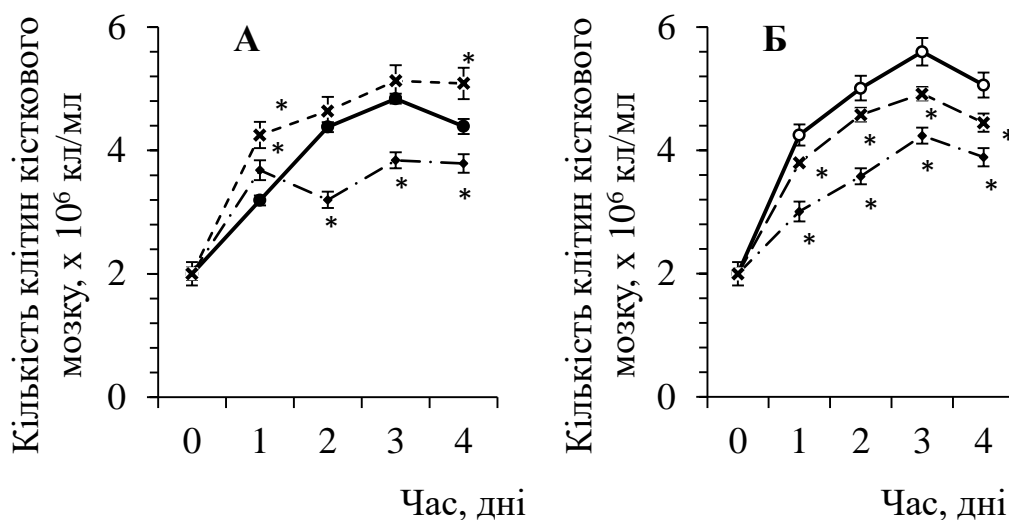 Кількість клітин кісткового
мозку, х 10⁶ кл/мл
А
6
4
2
0
0 1 2 3 4
Час, дні
* * * * * *
Кількість клітин кісткового
мозку, х 10⁶ кл/мл
Б
6
4
2
0
0 1 2 3 4
Час, дні
* * * * * * * *